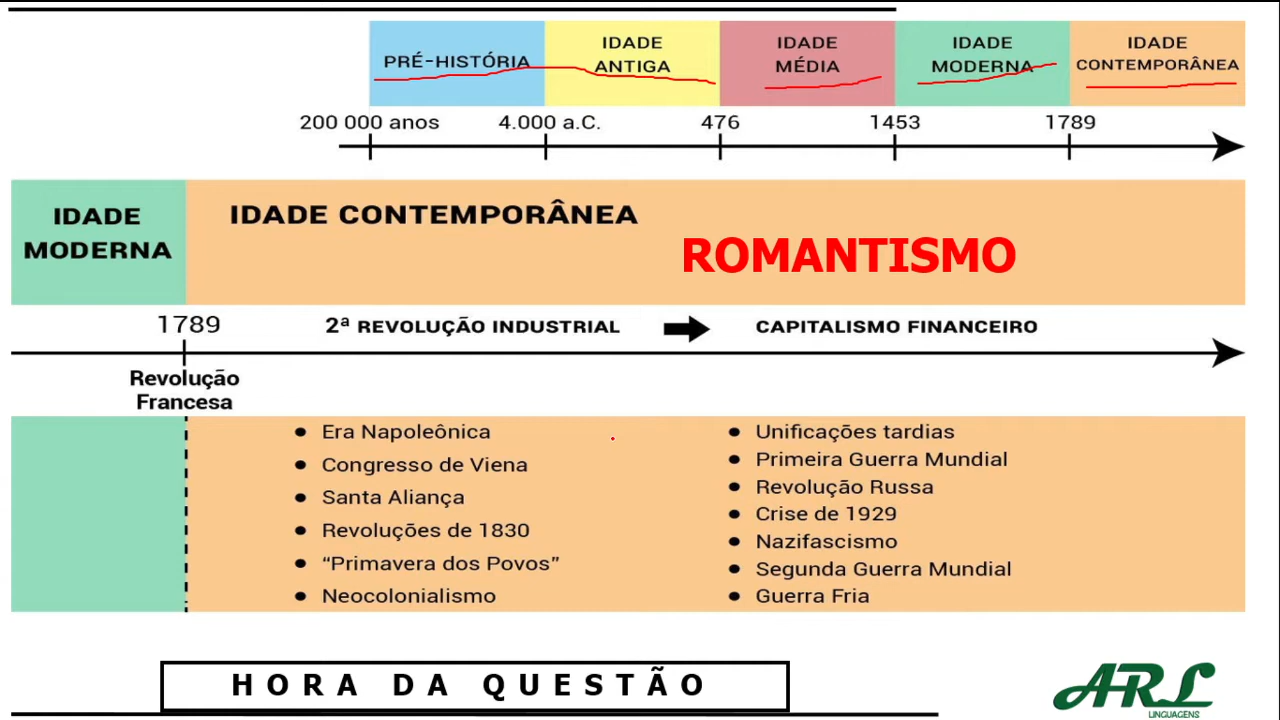 PRÉ-HISTÓRIA
IDADE
ANTIGA
IDADE
MÉDIA
IDADE
MODERNA
IDADE
CONTEMPORÂNEA
200 000 anos
4.000 a.C.
476
1453
1789
IDADE
MODERNA
IDADE CONTEMPORÂNEA
ROMANTISMO
1789
2ª REVOLUÇÃO INDUSTRIAL
CAPITALISMO FINANCEIRO
Revolução
Francesa
• Era Napoleônica
• Congresso de Viena
• Santa Aliança
• Revoluções de 1830
• “Primavera dos Povos”
• Neocolonialismo
• Unificações tardias
• Primeira Guerra Mundial
• Revolução Russa
• Crise de 1929
• Nazifascismo
• Segunda Guerra Mundial
• Guerra Fria
HORA DA QUESTÃO
ARL
LINGUAGENS